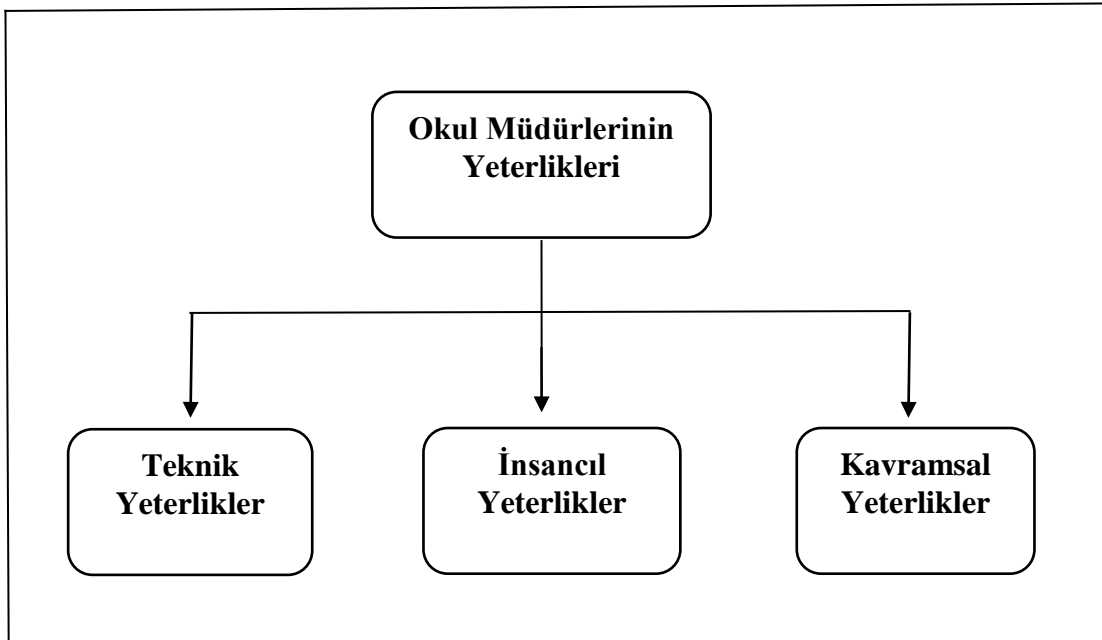 Okul Müdürlerinin
Yeterlikleri
Teknik
Yeterlikler
İnsancıl
Yeterlikler
Kavramsal
Yeterlikler